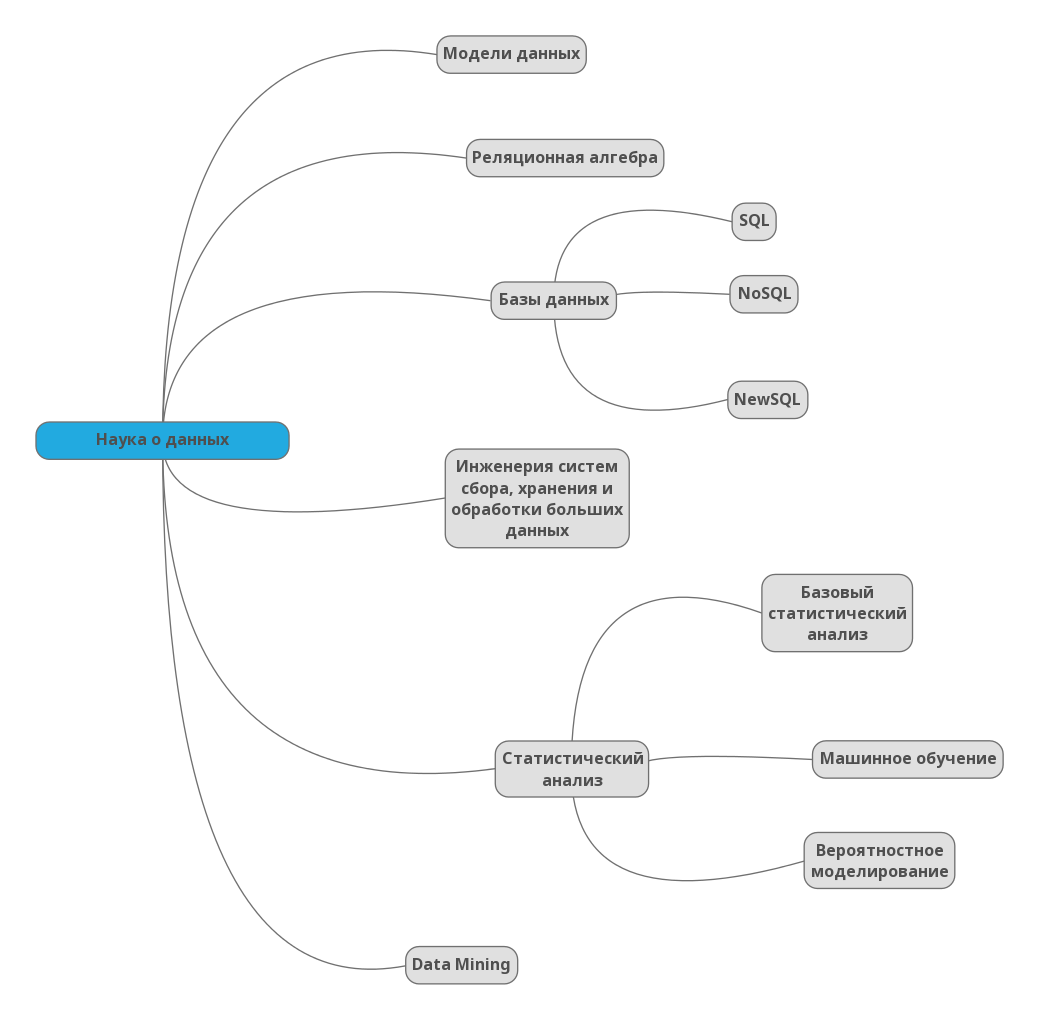 Модели данных
Реляционная алгебра
SQL
Базы данных
NoSQL
NewSQL
Наука о данных
Инженерия систем
сбора, хранения и
обработки больших
данных
Базовый
статистический
анализ
Статистический
анализ
Машинное обучение
Вероятностное
моделирование
Data Mining